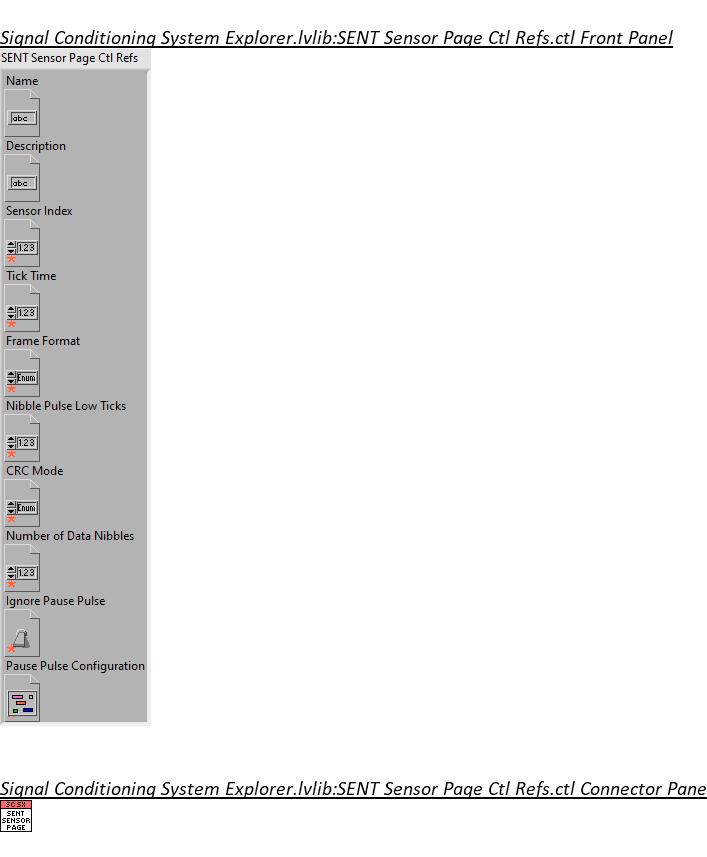 Signal Conditioning System Explorer.lvlib:SENT Sensor Page Ctl Refs.ctl Front Panel
SENT Sensor Page Ctl Refs
Name
abc
Description
abc
Sensor Index
1.23
Tick Time
1.23
Frame Format
Enum
Nibble Pulse Low Ticks
1.23
CRC Mode
Enum
Number of Data Nibbles
1.23
Ignore Pause Pulse
Pause Pulse Configuration
Signal Conditioning System Explorer.lvlib:SENT Sensor Page Ctl Refs.ctl Connector Pane
SCSX
SENT
SENSOR
PAGE